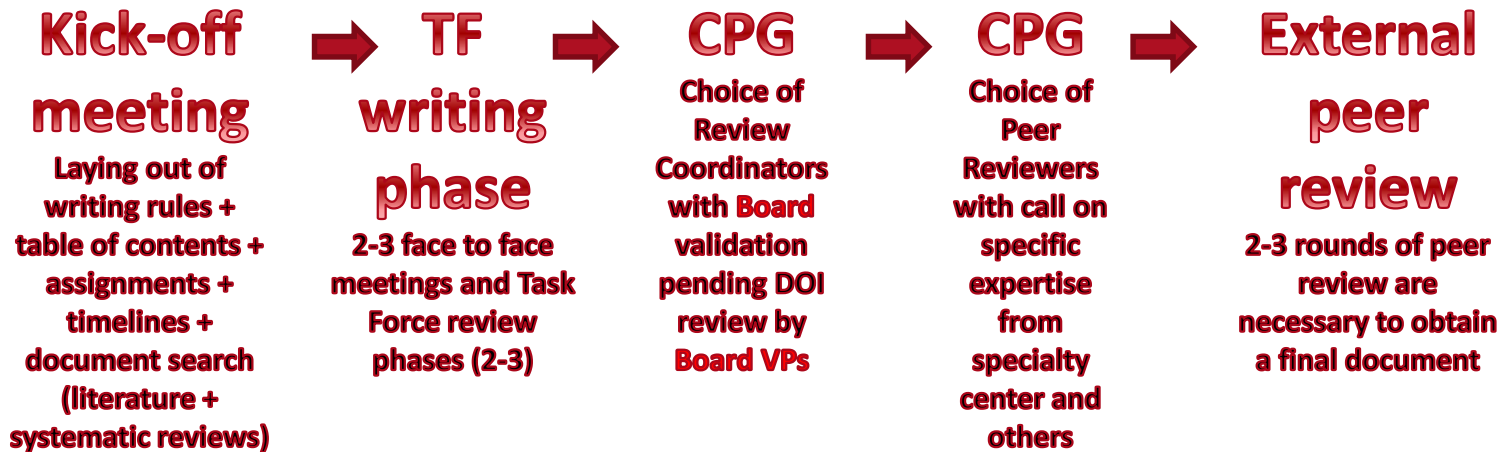 Kick-off
meeting
Laying out of
writing rules +
table of contents +
assignments +
timelines +
document search
(literature +
systematic reviews)
TF
writing
phase
2-3 face to face
meetings and Task
Force review
phases (2-3)
CPG
Choice of
Review
Coordinators
with Board
validation
pending DOI
review by
Board VPs
CPG
Choice of
Peer
Reviewers
with call on
specific
expertise
from
specialty
center and
others
External
peer
review
2-3 rounds of peer
review are
necessary to obtain
a final document